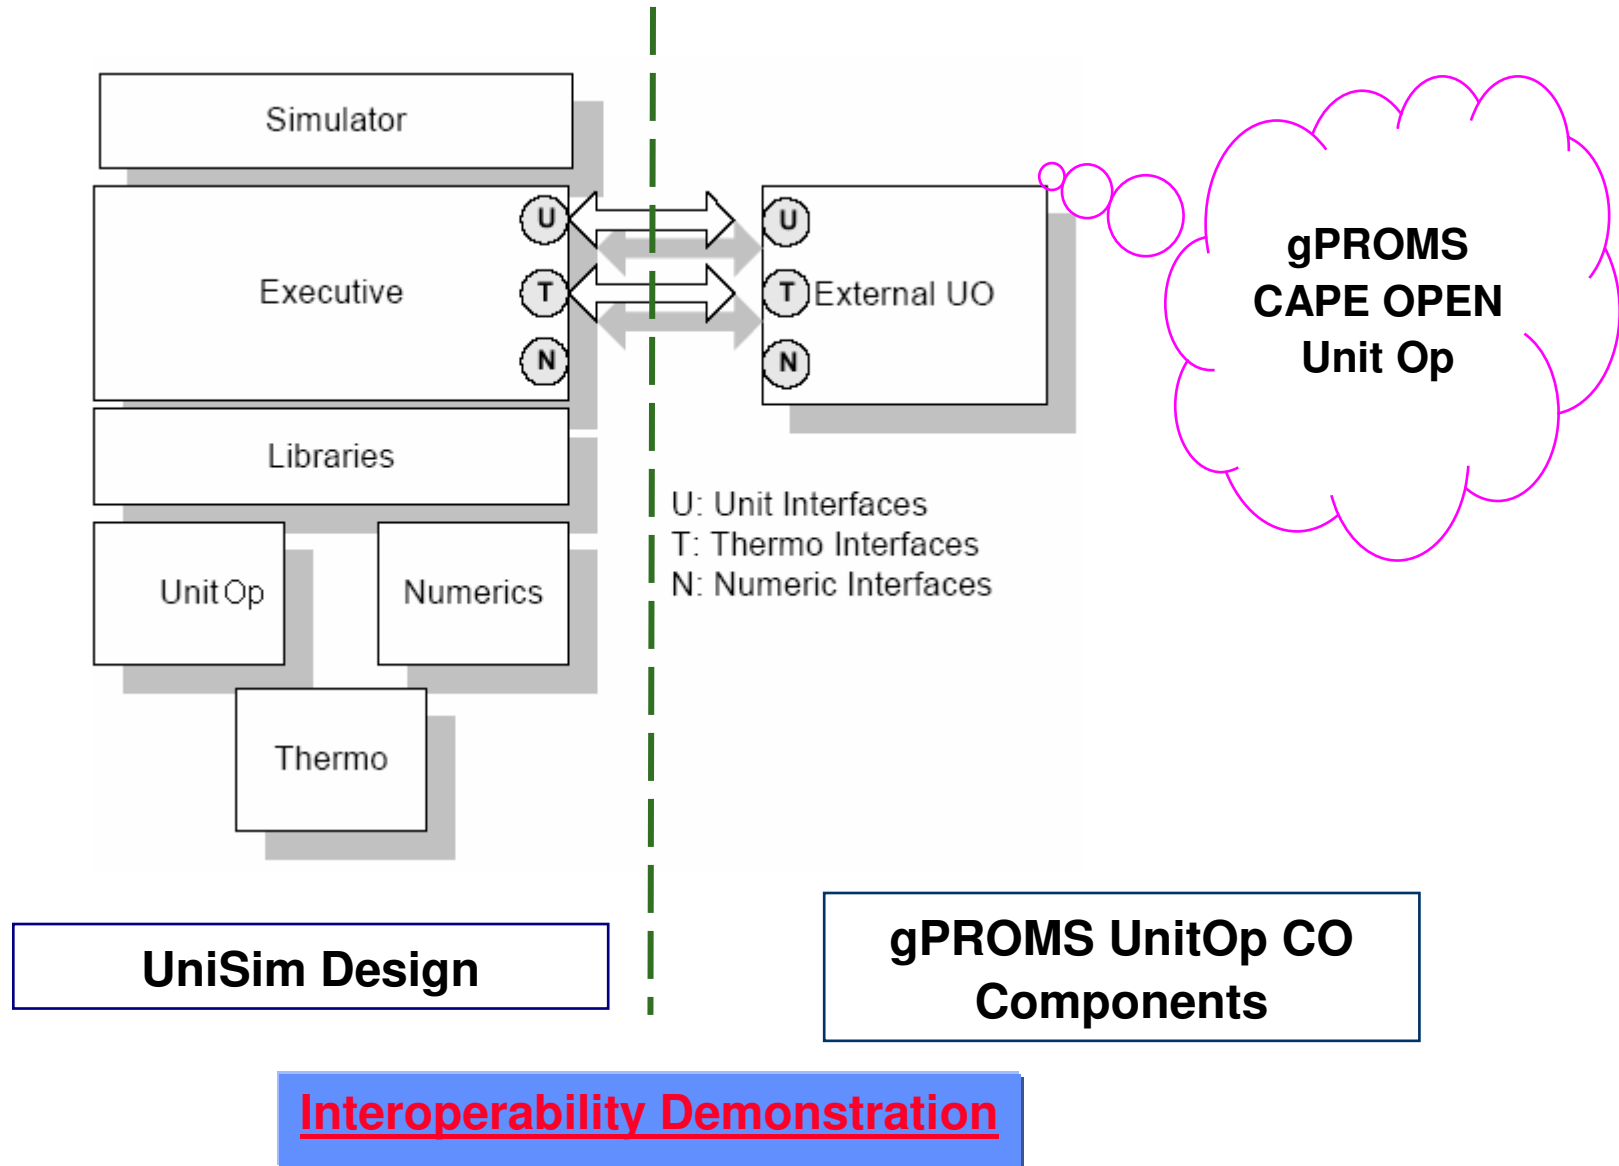 Simulator
Executive
U
T
N
Libraries
Unit Op
Numerics
Thermo
U
T
N
External UO
U: Unit Interfaces
T: Thermo Interfaces
N: Numeric Interfaces
gPROMS
CAPE OPEN
Unit Op
UniSim Design
gPROMS UnitOp CO
Components
Interoperability Demonstration